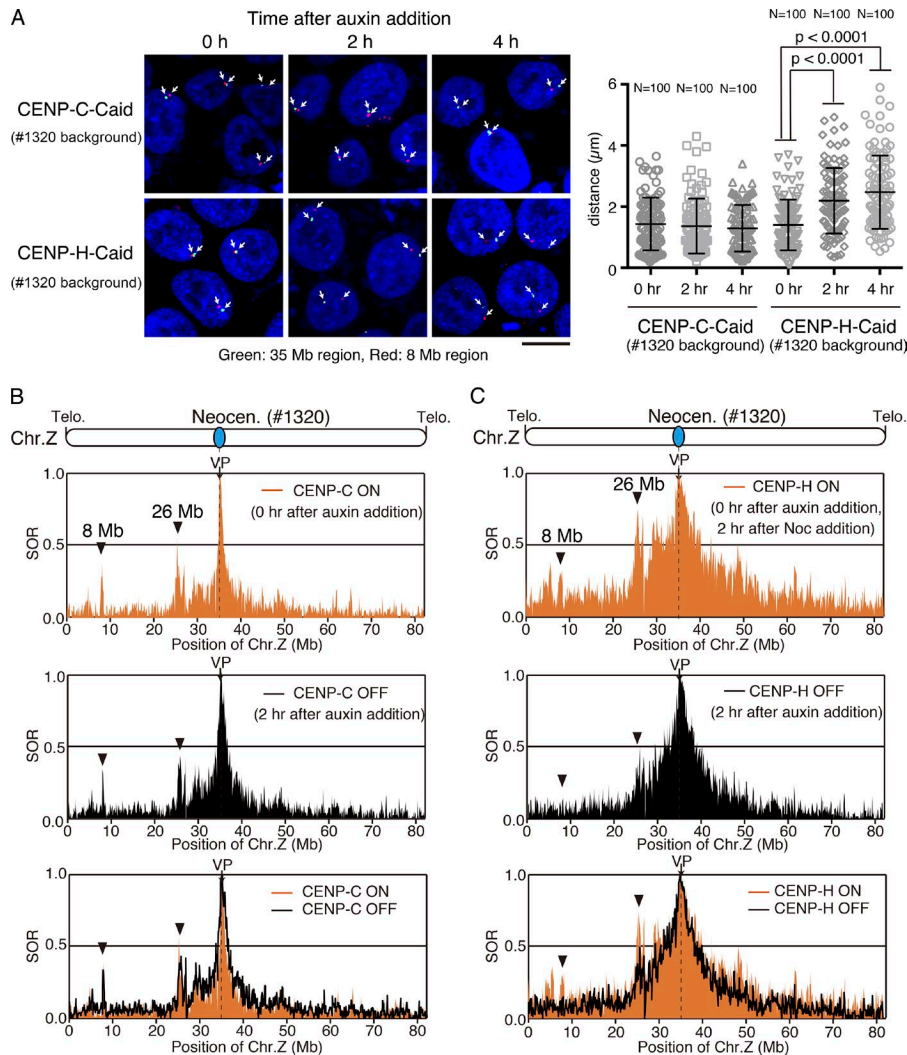 A
Time after auxin addition
0 h
2 h
4 h
CENP-C-Caid
(#1320 background)
CENP-H-Caid
(#1320 background)
Green: 35 Mb region, Red: 8 Mb region
N=100 N=100 N=100
p < 0.0001
p < 0.0001
N=100
N=100 N=100
distance (µm)
6
4
2
0
0 hr 2 hr 4 hr 0 hr 2 hr 4 hr
CENP-C-Caid
(#1320 background)
CENP-H-Caid
(#1320 background)
B
Telo.
Neocen. (#1320)
Telo.
Chr.Z
VP
1.0
0.5
0.0
SOR
8 Mb
26 Mb
CENP-C ON
(0 hr after auxin addition)
0 10 20 30 40 50 60 70 80
Position of Chr.Z (Mb)
VP
1.0
0.5
0.0
SOR
CENP-C OFF
(2 hr after auxin addition)
0 10 20 30 40 50 60 70 80
Position of Chr.Z (Mb)
VP
1.0
0.5
0.0
SOR
CENP-C ON
CENP-C OFF
0 10 20 30 40 50 60 70 80
Position of Chr.Z (Mb)
C
Telo.
Neocen. (#1320)
Telo.
Chr.Z
VP
1.0
0.5
0.0
SOR
8 Mb
26 Mb
CENP-H ON
(0 hr after auxin addition,
2 hr after Noc addition)
0 10 20 30 40 50 60 70 80
Position of Chr.Z (Mb)
VP
1.0
0.5
0.0
SOR
CENP-H OFF
(2 hr after auxin addition)
0 10 20 30 40 50 60 70 80
Position of Chr.Z (Mb)
VP
1.0
0.5
0.0
SOR
CENP-H ON
CENP-H OFF
0 10 20 30 40 50 60 70 80
Position of Chr.Z (Mb)